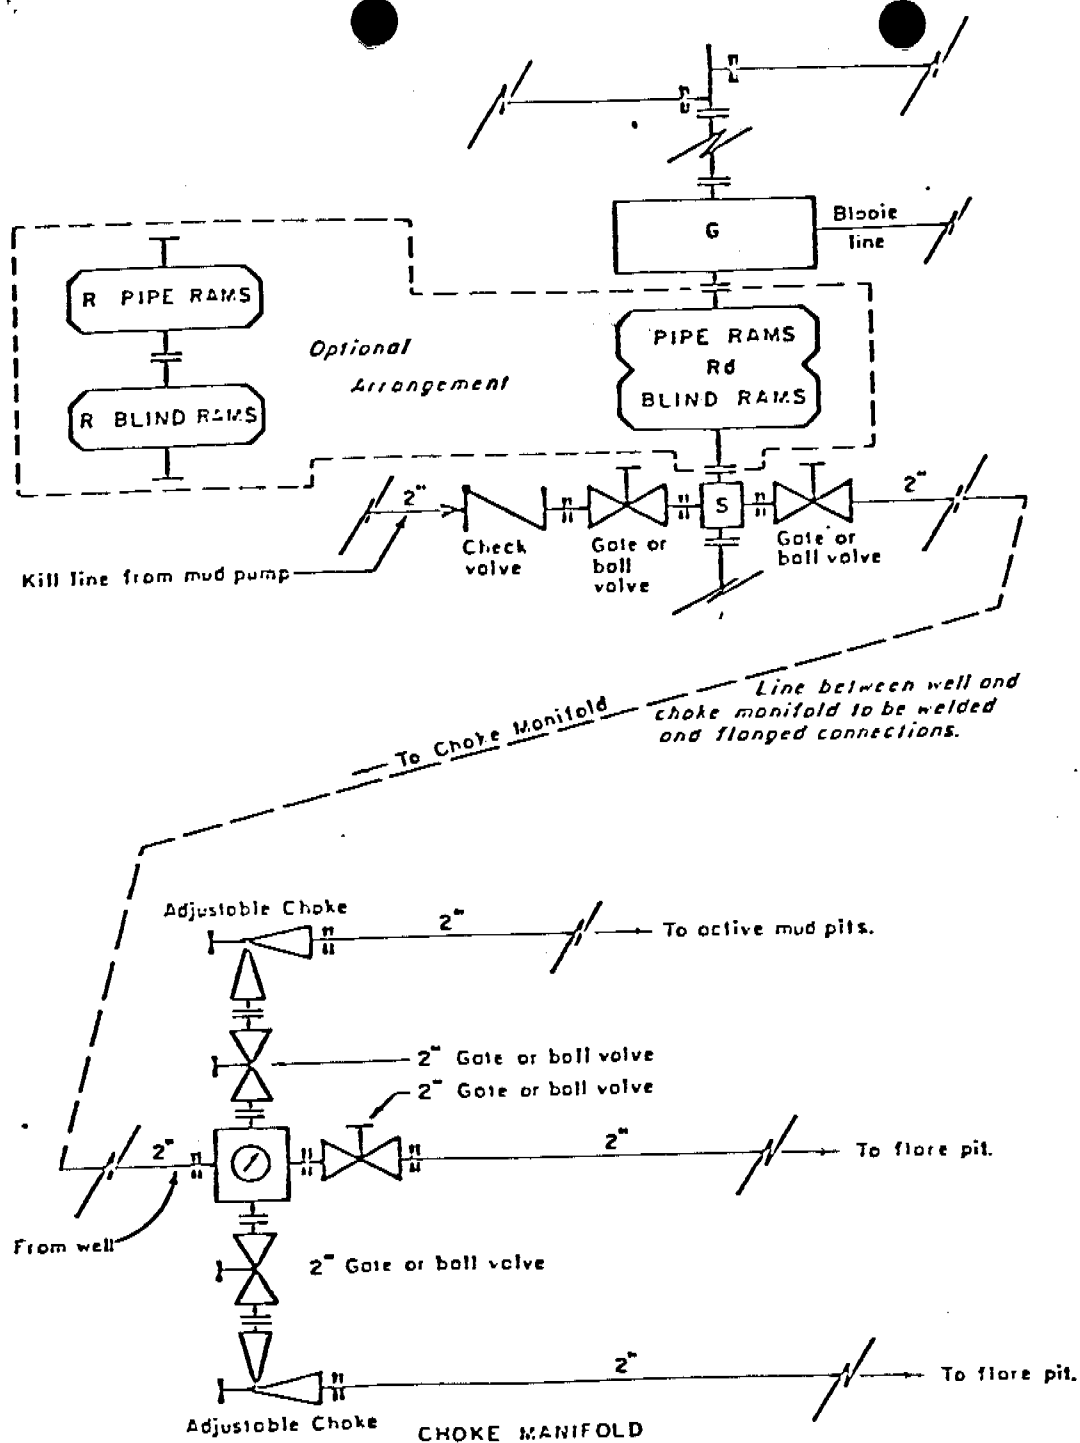 G
Blooie
line
R PIPE RAMS
PIPE RAMS
Rd
BLIND RAMS
Optional
Arrangement
R BLIND RAMS
2"
S
2"
Check
valve
Gate or
ball
valve
Gate or
ball valve
Kill line from mud pump
Line between well and
choke manifold to be welded
and flanged connections.
To Choke Manifold
Adjustable Choke
2"
To active mud pits.
2" Gate or ball valve
2" Gate or ball valve
2"
2"
To flare pit.
From well
2" Gate or ball valve
2"
To flare pit.
Adjustable Choke
CHOKE MANIFOLD